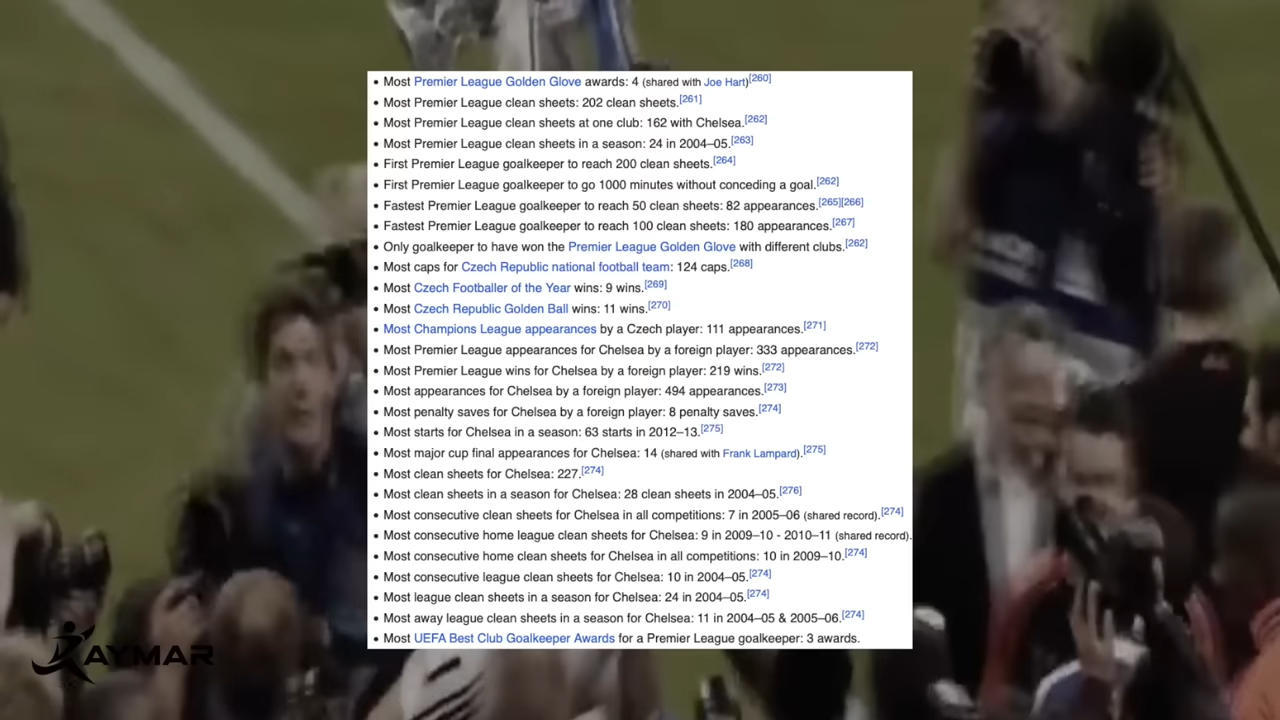 • Most Premier League Golden Glove awards: 4 (shared with Joe Hart)[260]
• Most Premier League clean sheets: 202 clean sheets.[261]
• Most Premier League clean sheets at one club: 162 with Chelsea.[262]
• Most Premier League clean sheets in a season: 24 in 2004–05.[263]
• First Premier League goalkeeper to reach 200 clean sheets.[264]
• First Premier League goalkeeper to go 1000 minutes without conceding a goal.[262]
• Fastest Premier League goalkeeper to reach 50 clean sheets: 82 appearances.[265][266]
• Fastest Premier League goalkeeper to reach 100 clean sheets: 180 appearances.[267]
• Only goalkeeper to have won the Premier League Golden Glove with different clubs.[262]
• Most caps for Czech Republic national football team: 124 caps.[268]
• Most Czech Footballer of the Year wins: 9 wins.[269]
• Most Czech Republic Golden Ball wins: 11 wins.[270]
• Most Champions League appearances by a Czech player: 111 appearances.[271]
• Most Premier League appearances for Chelsea by a foreign player: 333 appearances.[272]
• Most Premier League wins for Chelsea by a foreign player: 219 wins.[272]
• Most appearances for Chelsea by a foreign player: 494 appearances.[273]
• Most penalty saves for Chelsea by a foreign player: 8 penalty saves.[274]
• Most starts for Chelsea in a season: 63 starts in 2012–13.[275]
• Most major cup final appearances for Chelsea: 14 (shared with Frank Lampard).[275]
• Most clean sheets for Chelsea: 227.[274]
• Most clean sheets in a season for Chelsea: 28 clean sheets in 2004–05.[276]
• Most consecutive clean sheets for Chelsea in all competitions: 7 in 2005–06 (shared record).[274]
• Most consecutive home league clean sheets for Chelsea: 9 in 2009–10 - 2010–11 (shared record).
• Most consecutive home clean sheets for Chelsea in all competitions: 10 in 2009–10.[274]
• Most consecutive league clean sheets for Chelsea: 10 in 2004–05.[274]
• Most league clean sheets in a season for Chelsea: 24 in 2004–05.[274]
• Most away league clean sheets in a season for Chelsea: 11 in 2004–05 & 2005–06.[274]
• Most UEFA Best Club Goalkeeper Awards for a Premier League goalkeeper: 3 awards.
KAYMAR